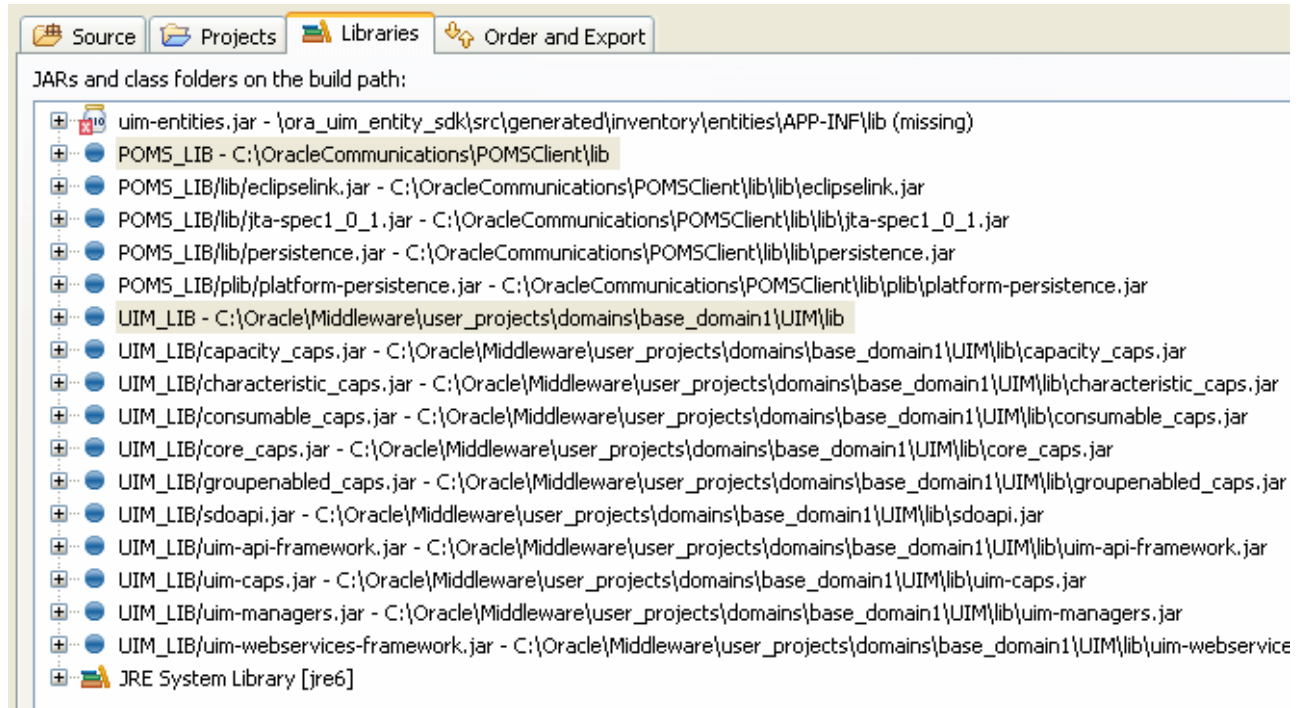 Source Projects Libraries Order and Export
JARs and class folders on the build path:
uim-entities.jar - \ora_uim_entity_sdk\src\generated\inventory\entities\APP-INF\lib (missing)
POMS_LIB - C:\OracleCommunications\POMSClient\lib
POMS_LIB/lib/eclipselink.jar - C:\OracleCommunications\POMSClient\lib\lib\eclipselink.jar
POMS_LIB/lib/jta-spec1_0_1.jar - C:\OracleCommunications\POMSClient\lib\lib\jta-spec1_0_1.jar
POMS_LIB/lib/persistence.jar - C:\OracleCommunications\POMSClient\lib\lib\persistence.jar
POMS_LIB/plib/platform-persistence.jar - C:\OracleCommunications\POMSClient\lib\plib\platform-persistence.jar
UIM_LIB - C:\Oracle\Middleware\user_projects\domains\base_domain1\UIM\lib
UIM_LIB/capacity_caps.jar - C:\Oracle\Middleware\user_projects\domains\base_domain1\UIM\lib\capacity_caps.jar
UIM_LIB/characteristic_caps.jar - C:\Oracle\Middleware\user_projects\domains\base_domain1\UIM\lib\characteristic_caps.jar
UIM_LIB/consumable_caps.jar - C:\Oracle\Middleware\user_projects\domains\base_domain1\UIM\lib\consumable_caps.jar
UIM_LIB/core_caps.jar - C:\Oracle\Middleware\user_projects\domains\base_domain1\UIM\lib\core_caps.jar
UIM_LIB/groupenabled_caps.jar - C:\Oracle\Middleware\user_projects\domains\base_domain1\UIM\lib\groupenabled_caps.jar
UIM_LIB/sdoapi.jar - C:\Oracle\Middleware\user_projects\domains\base_domain1\UIM\lib\sdoapi.jar
UIM_LIB/uim-api-framework.jar - C:\Oracle\Middleware\user_projects\domains\base_domain1\UIM\lib\uim-api-framework.jar
UIM_LIB/uim-caps.jar - C:\Oracle\Middleware\user_projects\domains\base_domain1\UIM\lib\uim-caps.jar
UIM_LIB/uim-managers.jar - C:\Oracle\Middleware\user_projects\domains\base_domain1\UIM\lib\uim-managers.jar
UIM_LIB/uim-webservices-framework.jar - C:\Oracle\Middleware\user_projects\domains\base_domain1\UIM\lib\uim-webservice
JRE System Library [jre6]